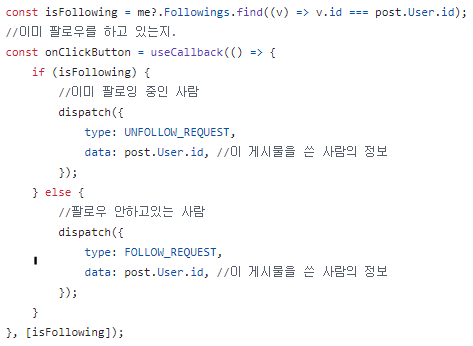 const isFollowing = me?.Followings.find((v) => v.id === post.User.id);
//이미 팔로우를 하고 있는지.
const onClickButton = useCallback(() => {
    if (isFollowing) {
        //이미 팔로잉 중인 사람
        dispatch({
            type: UNFOLLOW_REQUEST,
            data: post.User.id, //이 게시물을 쓴 사람의 정보
        });
    } else {
        //팔로우 안하고있는 사람
        dispatch({
            type: FOLLOW_REQUEST,
            data: post.User.id, //이 게시물을 쓴 사람의 정보
        });
    }
}, [isFollowing]);